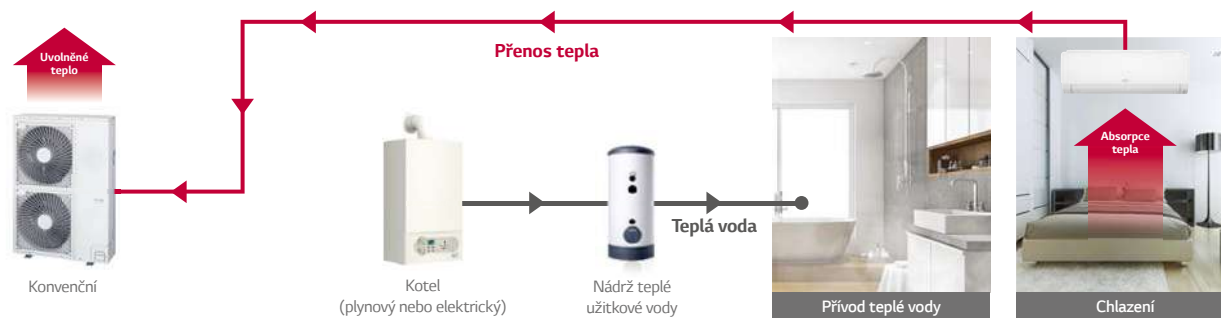 Uvolněné
teplo
Přenos tepla
Absorpce
tepla
Teplá voda
Konvenční
Kotel
(plynový nebo elektrický)
Nádrž teplé
užitkové vody
Přívod teplé vody
Chlazení